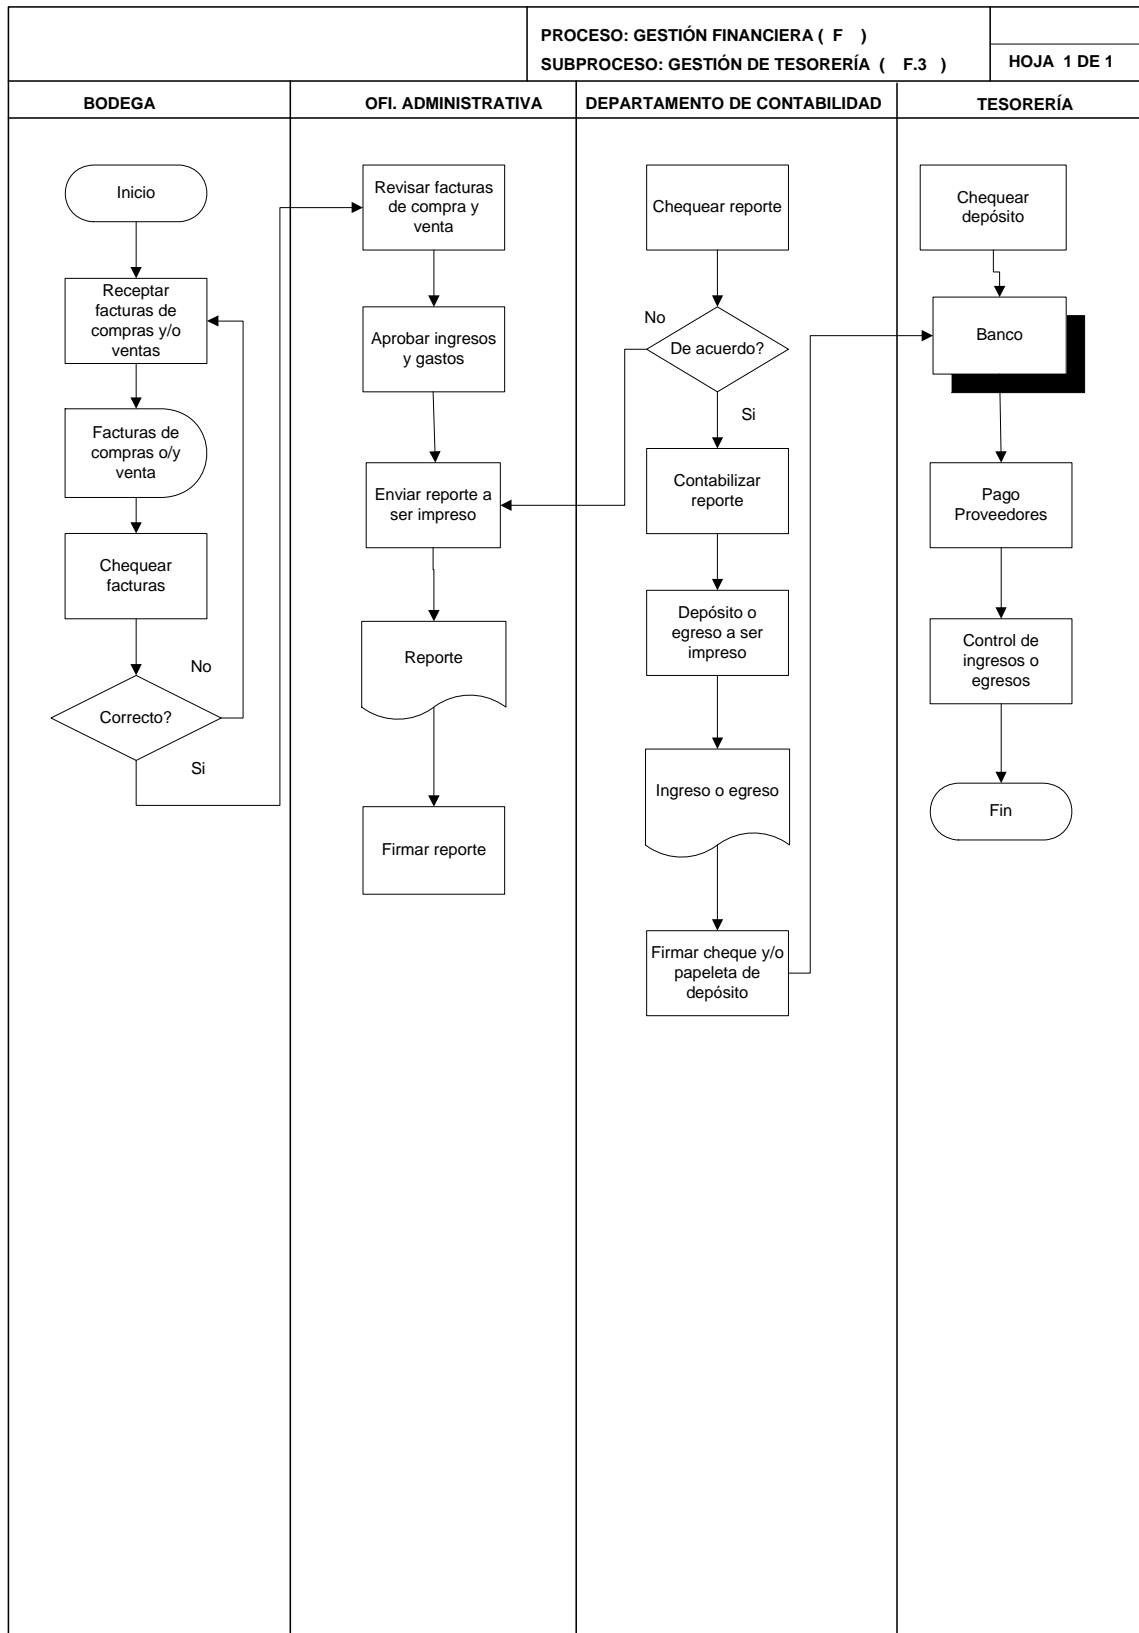 PROCESO: GESTIÓN FINANCIERA ( F )
SUBPROCESO: GESTIÓN DE TESORERÍA ( F.3 )
HOJA 1 DE 1
BODEGA
OFI. ADMINISTRATIVA
DEPARTAMENTO DE CONTABILIDAD
TESORERÍA
Inicio
Receptar
facturas de
compras y/o
ventas
Facturas de
compras o/y
venta
Chequear
facturas
No
Correcto?
Si
Revisar facturas
de compra y
venta
Aprobar ingresos
y gastos
Enviar reporte a
ser impreso
Reporte
Firmar reporte
Chequear reporte
No
De acuerdo?
Si
Contabilizar
reporte
Depósito o
egreso a ser
impreso
Ingreso o egreso
Firmar cheque y/o
papeleta de
depósito
Chequear
depósito
Banco
Pago
Proveedores
Control de
ingresos o
egresos
Fin